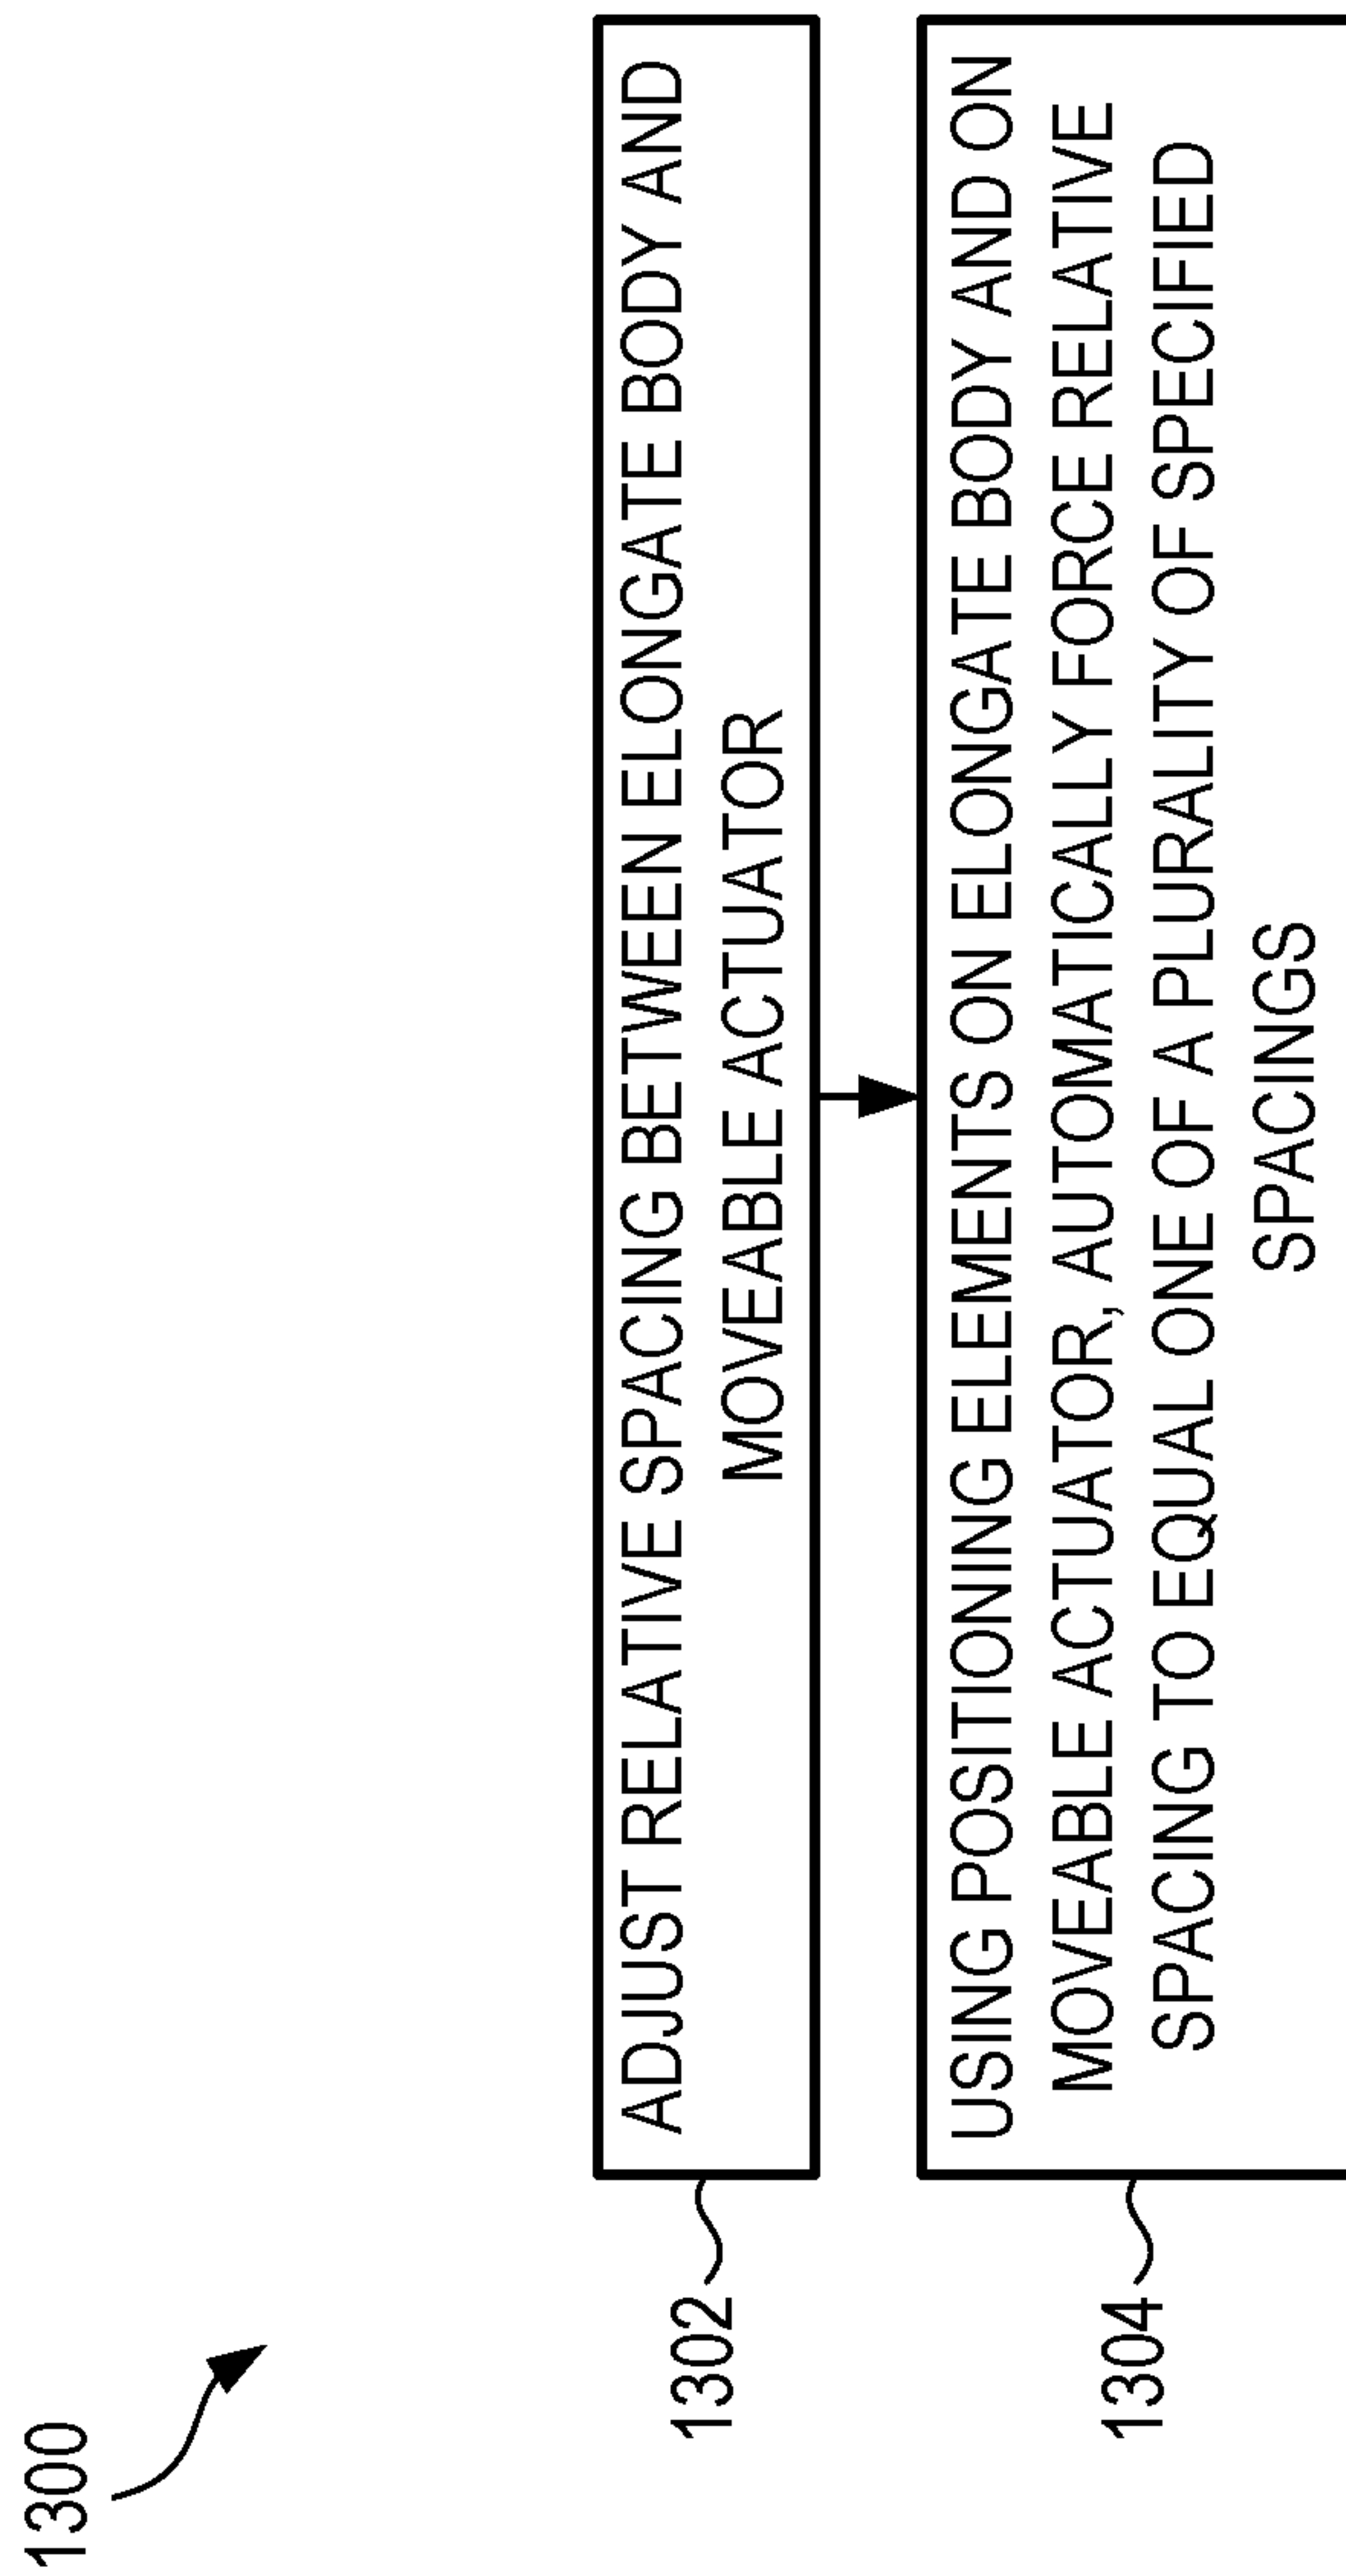 1300
1302
ADJUST RELATIVE SPACING BETWEEN ELONGATE BODY AND
MOVEABLE ACTUATOR
1304
USING POSITIONING ELEMENTS ON ELONGATE BODY AND ON
MOVEABLE ACTUATOR, AUTOMATICALLY FORCE RELATIVE
SPACING TO EQUAL ONE OF A PLURALITY OF SPECIFIED
SPACINGS